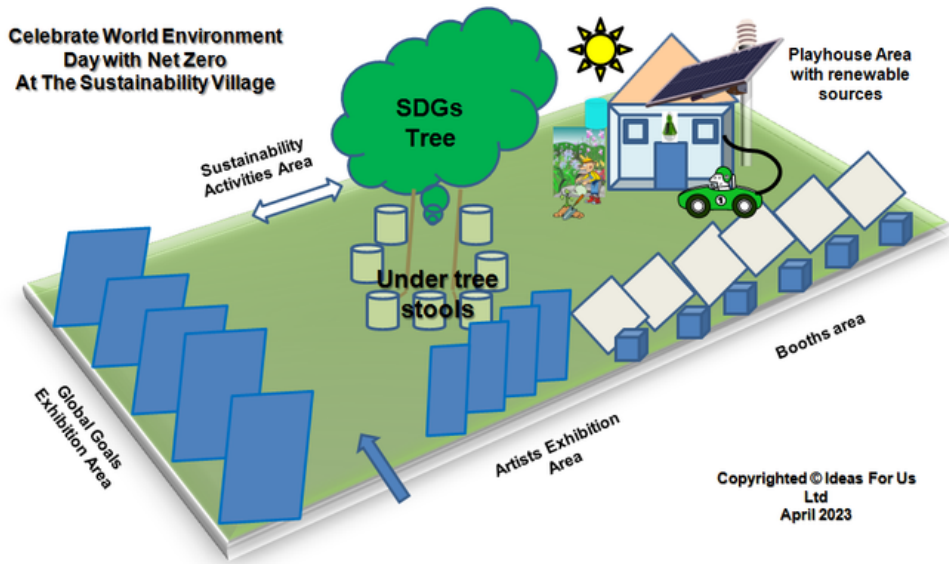 Celebrate World Environment
Day with Net Zero
At The Sustainability Village
SDGs
Tree
Playhouse Area
with renewable
sources
Sustainability
Activities Area
1
Under tree
stools
Booths area
Global Goals
Exhibition Area
Artists Exhibition
Area
Copyrighted © Ideas For Us
Ltd
April 2023